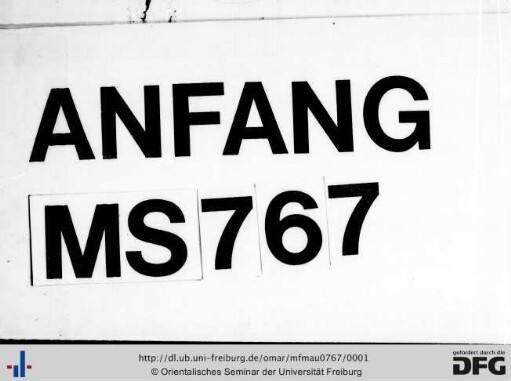 ANFANG
MS767
http://dl.ub.uni-freiburg.de/omar/mfmau0767/0001
© Orientalisches Seminar der Universität Freiburg
gefördert durch die
DFG